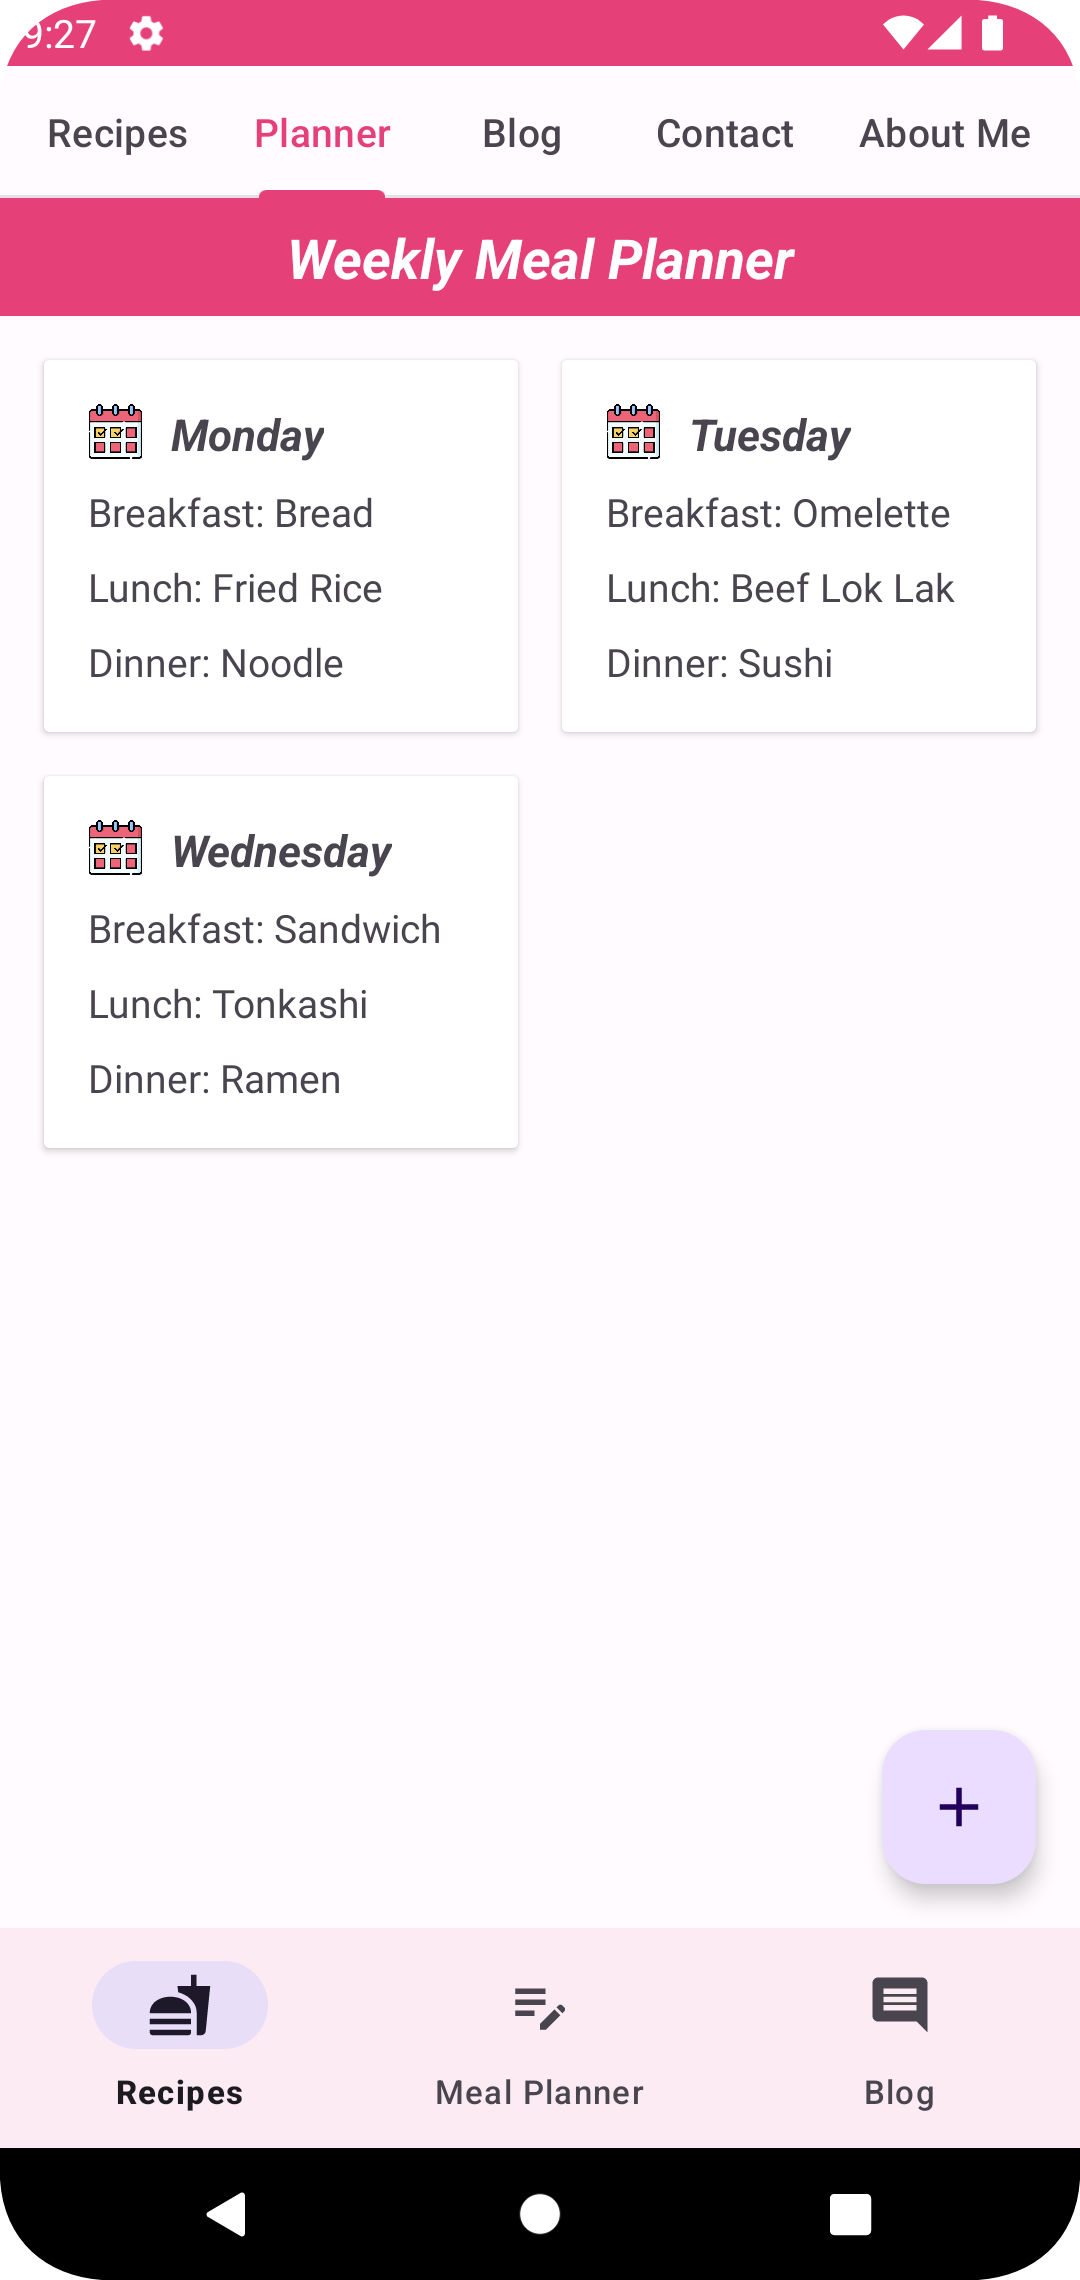 9:27
Recipes Planner Blog Contact About Me
Weekly Meal Planner
Monday
Breakfast: Bread
Lunch: Fried Rice
Dinner: Noodle
Tuesday
Breakfast: Omelette
Lunch: Beef Lok Lak
Dinner: Sushi
Wednesday
Breakfast: Sandwich
Lunch: Tonkashi
Dinner: Ramen
Recipes Meal Planner Blog